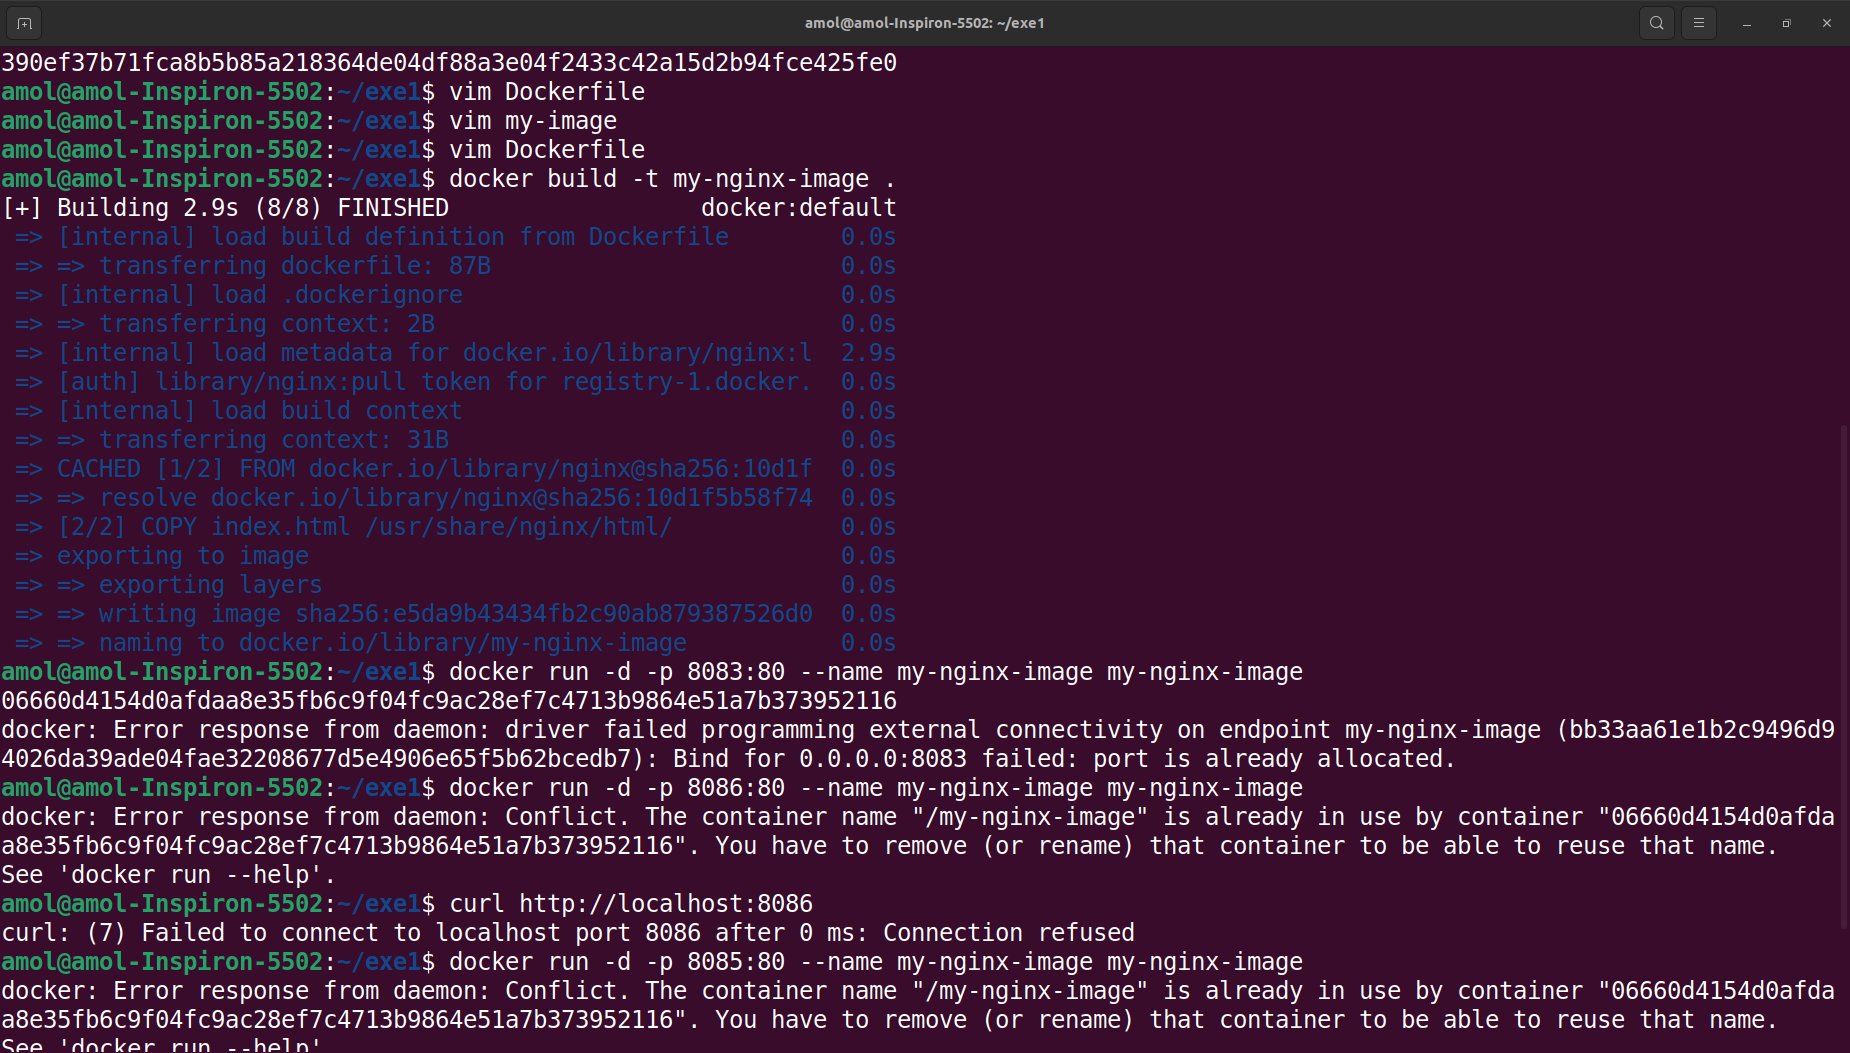 amol@amol-Inspiron-5502: ~/exe1
390ef37b71fca8b5b85a218364de04df88a3e04f2433c42a15d2b94fce425fe0
amol@amol-Inspiron-5502:~/exe1$ vim Dockerfile
amol@amol-Inspiron-5502:~/exe1$ vim my-image
amol@amol-Inspiron-5502:~/exe1$ vim Dockerfile
amol@amol-Inspiron-5502:~/exe1$ docker build -t my-nginx-image .
[+] Building 2.9s (8/8) FINISHED                  docker:default
 => [internal] load build definition from Dockerfile        0.0s
 => => transferring dockerfile: 87B                         0.0s
 => [internal] load .dockerignore                           0.0s
 => => transferring context: 2B                             0.0s
 => [internal] load metadata for docker.io/library/nginx:l  2.9s
 => [auth] library/nginx:pull token for registry-1.docker.  0.0s
 => [internal] load build context                           0.0s
 => => transferring context: 31B                            0.0s
 => CACHED [1/2] FROM docker.io/library/nginx@sha256:10d1f  0.0s
 => => resolve docker.io/library/nginx@sha256:10d1f5b58f74  0.0s
 => [2/2] COPY index.html /usr/share/nginx/html/            0.0s
 => exporting to image                                      0.0s
 => => exporting layers                                     0.0s
 => => writing image sha256:e5da9b43434fb2c90ab879387526d0  0.0s
 => => naming to docker.io/library/my-nginx-image           0.0s
amol@amol-Inspiron-5502:~/exe1$ docker run -d -p 8083:80 --name my-nginx-image my-nginx-image
06660d4154d0afdaa8e35fb6c9f04fc9ac28ef7c4713b9864e51a7b373952116
docker: Error response from daemon: driver failed programming external connectivity on endpoint my-nginx-image (bb33aa61e1b2c9496d9
4026da39ade04fae32208677d5e4906e65f5b62bcedb7): Bind for 0.0.0.0:8083 failed: port is already allocated.
amol@amol-Inspiron-5502:~/exe1$ docker run -d -p 8086:80 --name my-nginx-image my-nginx-image
docker: Error response from daemon: Conflict. The container name "/my-nginx-image" is already in use by container "06660d4154d0afda
a8e35fb6c9f04fc9ac28ef7c4713b9864e51a7b373952116". You have to remove (or rename) that container to be able to reuse that name.
See 'docker run --help'.
amol@amol-Inspiron-5502:~/exe1$ curl http://localhost:8086
curl: (7) Failed to connect to localhost port 8086 after 0 ms: Connection refused
amol@amol-Inspiron-5502:~/exe1$ docker run -d -p 8085:80 --name my-nginx-image my-nginx-image
docker: Error response from daemon: Conflict. The container name "/my-nginx-image" is already in use by container "06660d4154d0afda
a8e35fb6c9f04fc9ac28ef7c4713b9864e51a7b373952116". You have to remove (or rename) that container to be able to reuse that name.
See 'docker run --help'